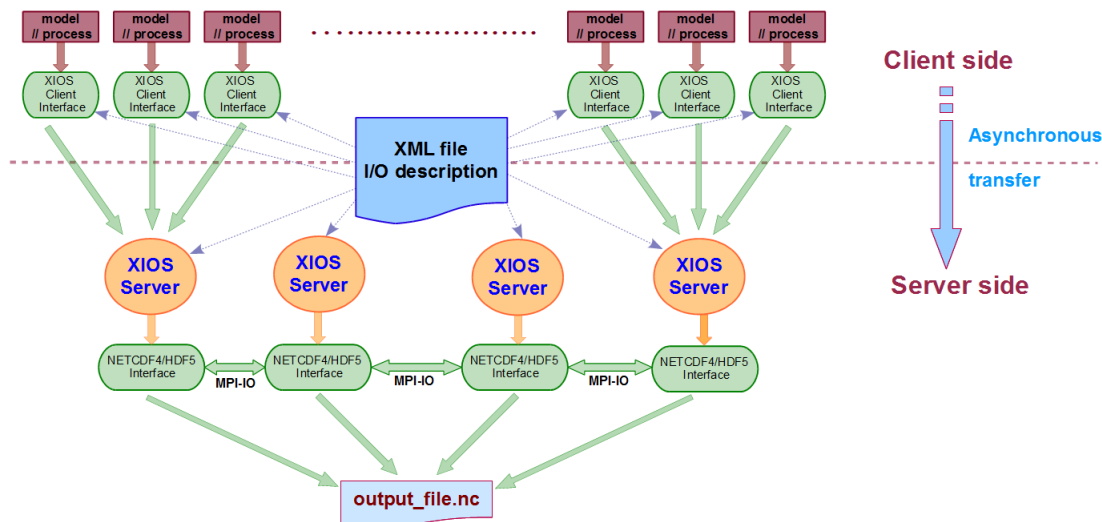 model
// process
model
// process
model
// process
model
// process
model
// process
model
// process
XIOS
Client
Interface
XIOS
Client
Interface
XIOS
Client
Interface
XIOS
Client
Interface
XIOS
Client
Interface
XIOS
Client
Interface
Client side
XML file
I/O description
Asynchronous
transfer
XIOS
Server
XIOS
Server
XIOS
Server
XIOS
Server
Server side
NETCDF4/HDF5
Interface
NETCDF4/HDF5
Interface
NETCDF4/HDF5
Interface
NETCDF4/HDF5
Interface
MPI-IO
MPI-IO
MPI-IO
output_file.nc